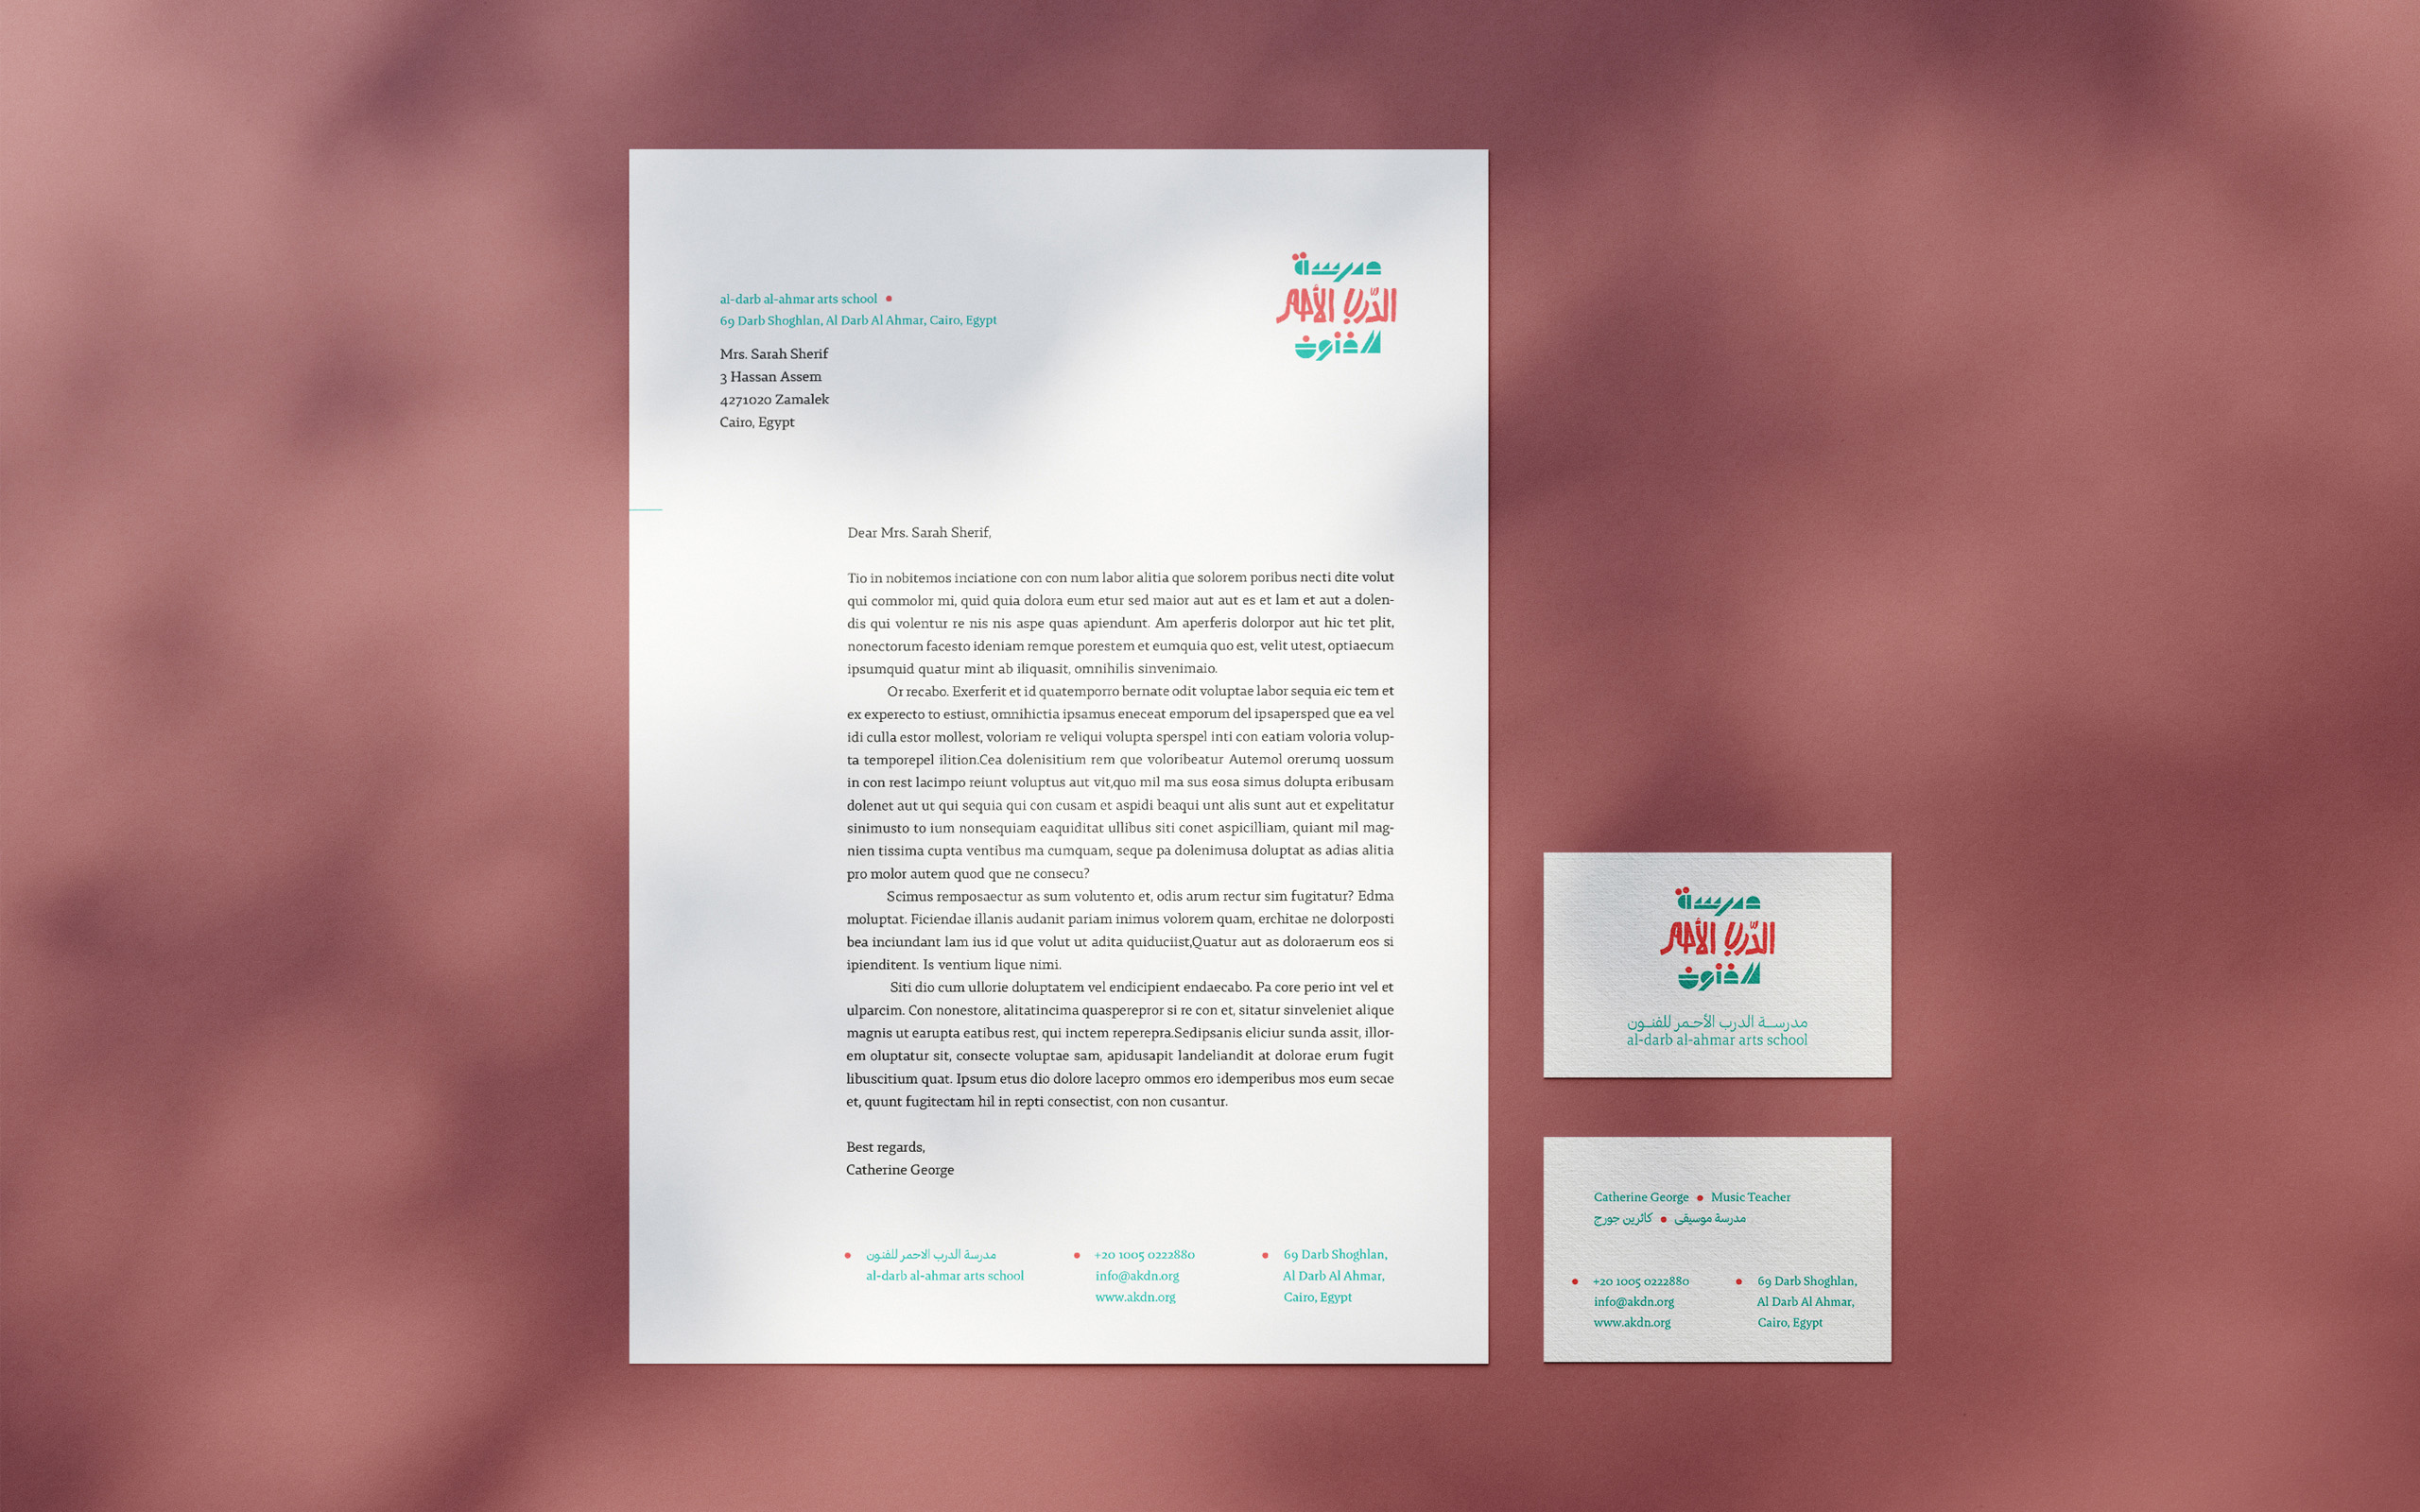 al-darb al-ahmar arts school •
69 Darb Shoghlan, Al Darb Al Ahmar, Cairo, Egypt
Mrs. Sarah Sherif
3 Hassan Assem
4271020 Zamalek
Cairo, Egypt
مدرسة
الدّرب الأحمر
للفنون
Dear Mrs. Sarah Sherif,
Tio in nobitemos inciatione con con num labor alitia que solorem poribus necti dite volut
qui commolor mi, quid quia dolora eum etur sed maior aut aut es et lam et aut a dolen-
dis qui volentur re nis nis aspe quas apiendunt. Am aperferis dolorpor aut hic tet plit,
nonectorum facesto ideniam remque porestem et eumquia quo est, velit utest, optiaecum
ipsumquid quatur mint ab iliquasit, omnihilis sinvenimaio.
Or recabo. Exerferit et id quatemporro bernate odit voluptae labor sequia eic tem et
ex experecto to estiust, omnihictia ipsamus eneceat emporum del ipsapersped que ea vel
idi culla estor mollest, voloriam re veliqui volupta sperspel inti con eatiam voloria volup-
ta temporepel ilition.Cea dolenisitium rem que voloribeatur Autemol orerumq uossum
in con rest lacimpo reiunt voluptus aut vit,quo mil ma sus eosa simus dolupta eribusam
dolenet aut ut qui sequia qui con cusam et aspidi beaqui unt alis sunt aut et expelitatur
sinimusto to ium nonsequiam eaquiditat ullibus siti conet aspicilliam, quiant mil mag-
nien tissima cupta ventibus ma cumquam, seque pa dolenimusa doluptat as adias alitia
pro molor autem quod que ne consecu?
Scimus remposaectur as sum volutento et, odis arum rectur sim fugitatur? Edma
moluptat. Ficiendae illanis audanit pariam inimus volorem quam, erchitae ne dolorposti
bea inciundant lam ius id que volut ut adita quiduciist,Quatur aut as doloraerum eos si
ipienditent. Is ventium lique nimi.
Siti dio cum ullorie doluptatem vel endicipient endaecabo. Pa core perio int vel et
ulparcim. Con nonestore, alitatincima quasperepror si re con et, sitatur sinveleniet alique
magnis ut earupta eatibus rest, qui inctem reperepra.Sedipsanis eliciur sunda assit, illor-
em oluptatur sit, consecte voluptae sam, apidusapit landeliandit at dolorae erum fugit
libuscitium quat. Ipsum etus dio dolore lacepro ommos ero idemperibus mos eum secae
et, quunt fugitectam hil in repti consectist, con non cusantur.
Best regards,
Catherine George
• مدرسة الدرب الاحمر للفنون
al-darb al-ahmar arts school
• +20 1005 0222880
info@akdn.org
www.akdn.org
• 69 Darb Shoghlan,
Al Darb Al Ahmar,
Cairo, Egypt
مدرسة
الدّرب الأحمر
للفنون
مدرسـة الدرب الأحـمر للفنـون
al-darb al-ahmar arts school
Catherine George • Music Teacher
مدرسة موسيقى • كاثرين جورج
• +20 1005 0222880
info@akdn.org
www.akdn.org
• 69 Darb Shoghlan,
Al Darb Al Ahmar,
Cairo, Egypt